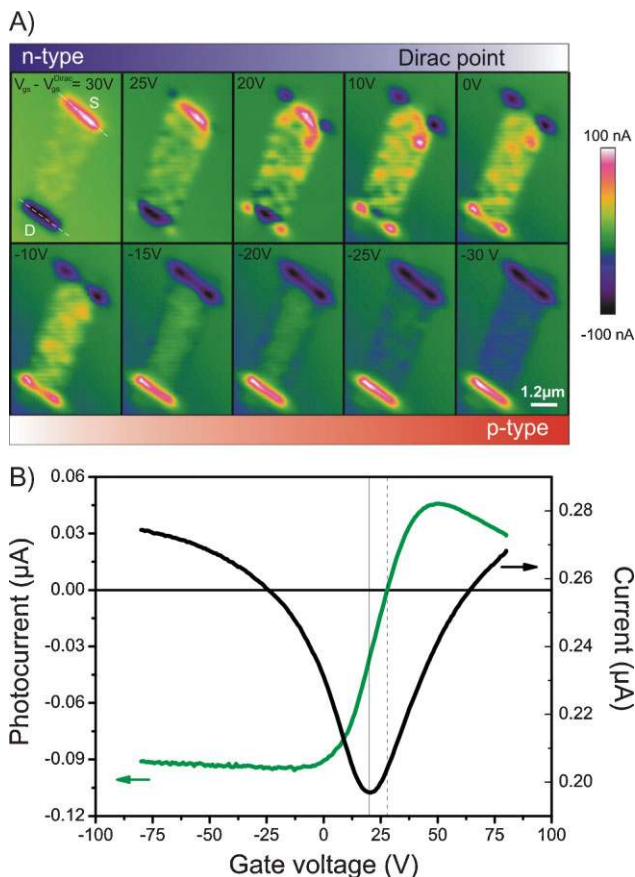 A)
n-type Dirac point
V_gs - V_gs^Dirac = 30V 25V 20V 10V 0V
S
D
100 nA
-100 nA
-10V -15V -20V -25V -30 V
1.2µm
p-type
B)
0.06
0.03
0.00
-0.03
-0.06
-0.09
-0.12
Photocurrent (µA)
0.28
0.26
0.24
0.22
0.20
Current (µA)
-100 -75 -50 -25 0 25 50 75 100
Gate voltage (V)